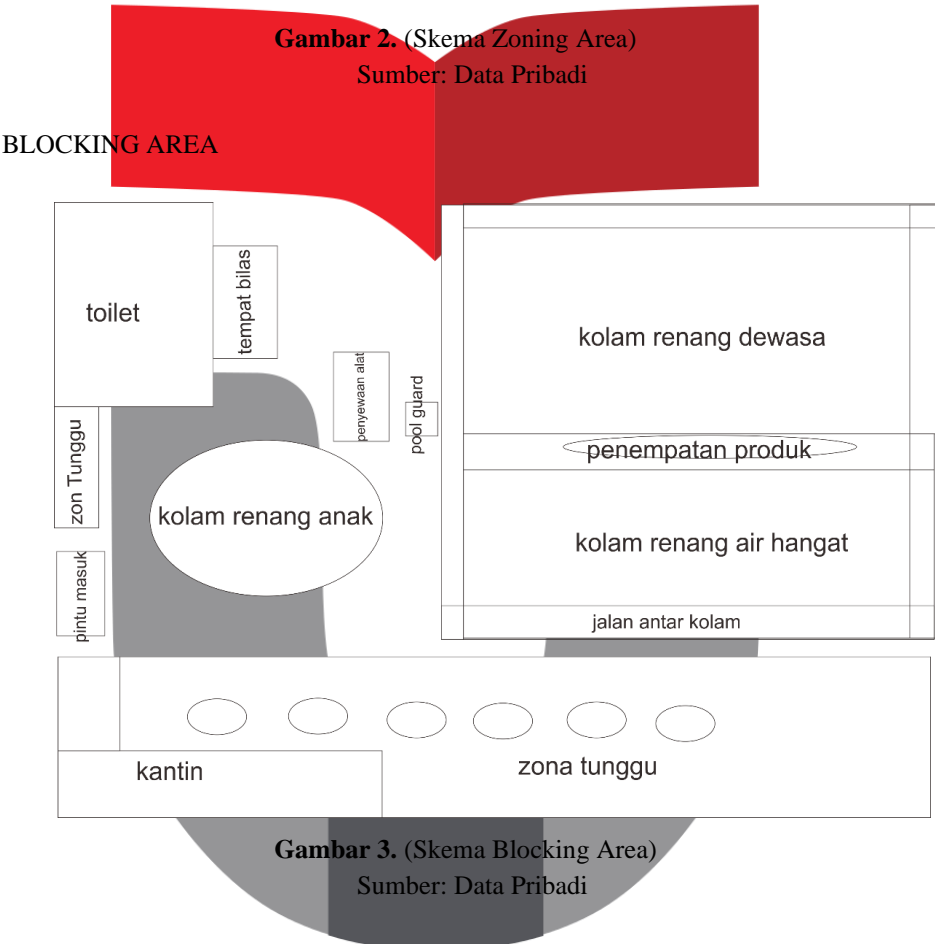 Gambar 2. (Skema Zoning Area)
Sumber: Data Pribadi
BLOCKING AREA
toilet
tempat bilas
kolam renang dewasa
penyewaan alat
pool guard
zon Tunggu
penempatan produk
kolam renang anak
kolam renang air hangat
pintu masuk
jalan antar kolam
kantin
zona tunggu
Gambar 3. (Skema Blocking Area)
Sumber: Data Pribadi